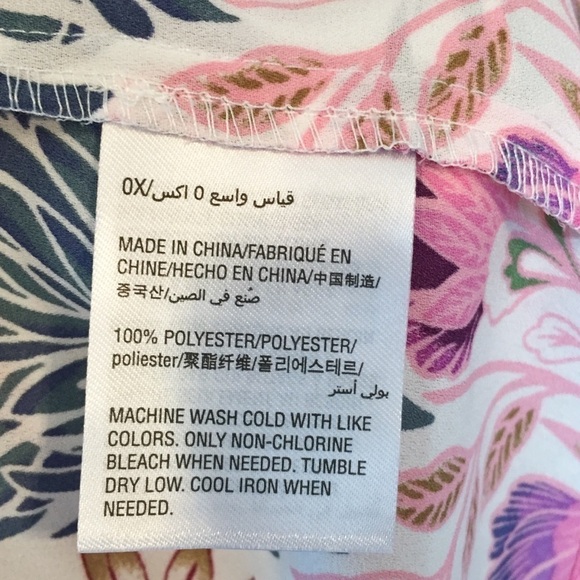 0X/قياس واسع 0 اكس
MADE IN CHINA/FABRIQUÉ EN
CHINE/HECHO EN CHINA/中国制造/
중국산/صنع في الصين
100% POLYESTER/POLYESTER/
poliester/聚酯纤维/폴리에스테르/
بولي أستر
MACHINE WASH COLD WITH LIKE
COLORS. ONLY NON-CHLORINE
BLEACH WHEN NEEDED. TUMBLE
DRY LOW. COOL IRON WHEN
NEEDED.